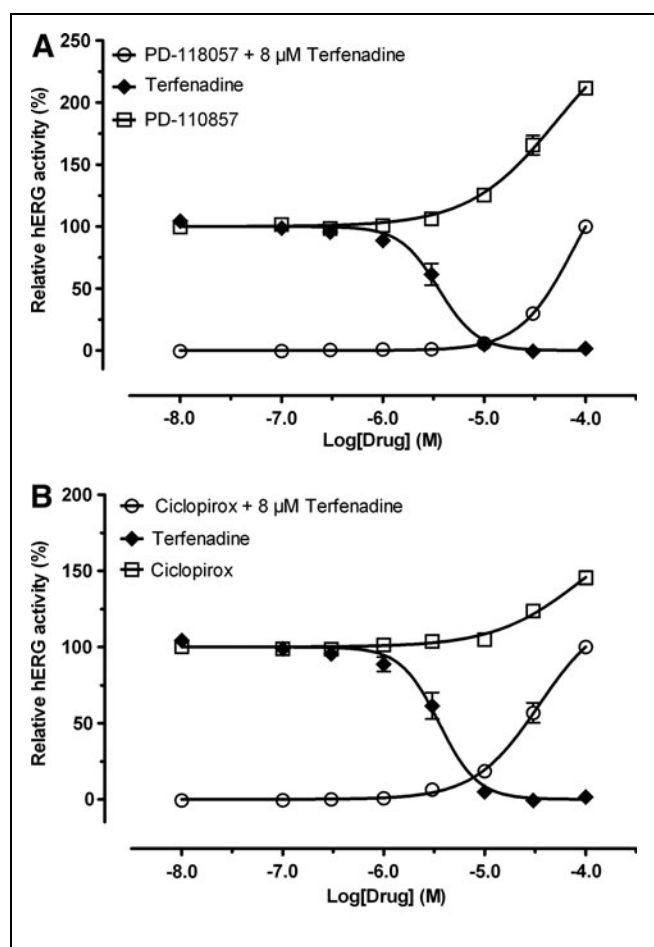 A
250
200
150
100
50
0
Relative hERG activity (%)
PD-118057 + 8 µM Terfenadine
Terfenadine
PD-110857
-8.0 -7.0 -6.0 -5.0 -4.0
Log[Drug] (M)
B
200
150
100
50
0
Relative hERG activity (%)
Ciclopirox + 8 µM Terfenadine
Terfenadine
Ciclopirox
-8.0 -7.0 -6.0 -5.0 -4.0
Log[Drug] (M)